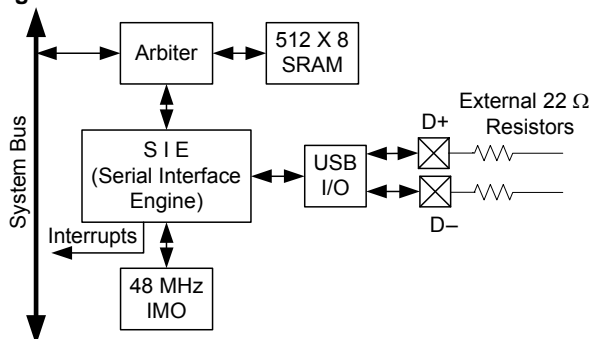 g
Arbiter
512 X 8
SRAM
External 22 Ω
Resistors
D+
System Bus
S I E
(Serial Interface
Engine)
USB
I/O
D–
Interrupts
48 MHz
IMO